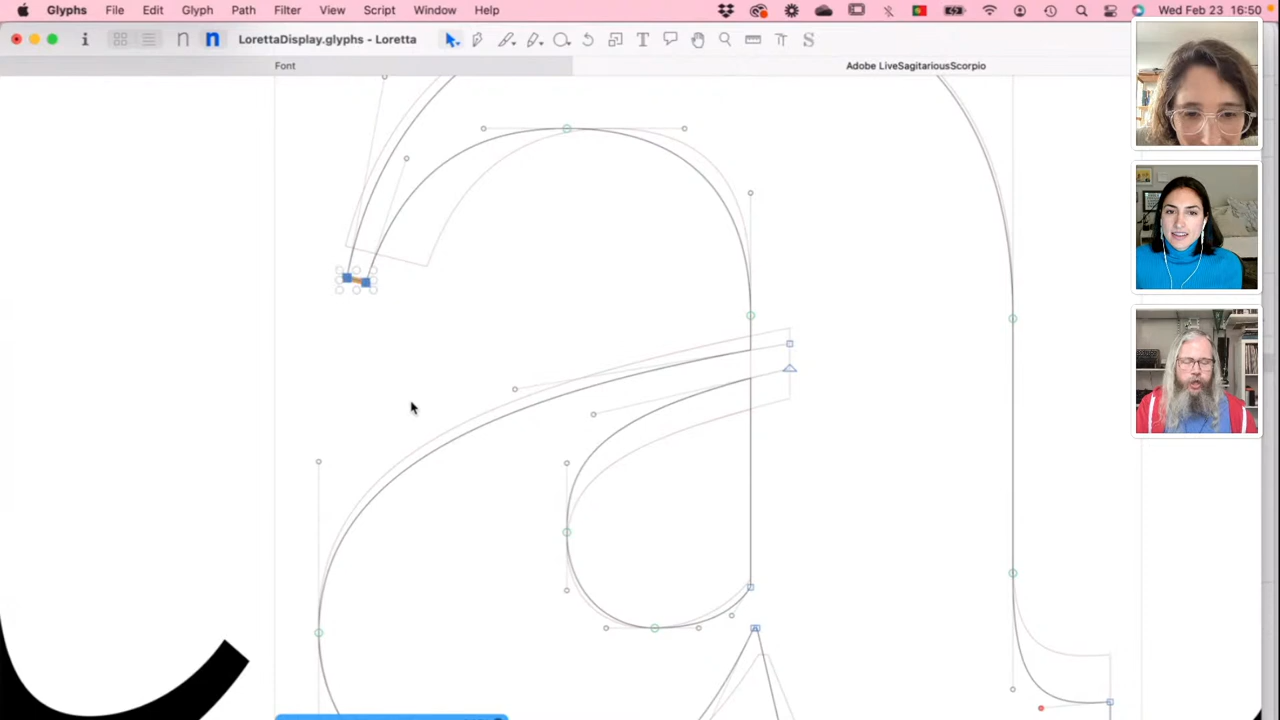 Glyphs File Edit Glyph Path Filter View Script Window Help Wed Feb 23 16:50
LorettaDisplay.glyphs - Loretta
Font Adobe LiveSagitariousScorpio